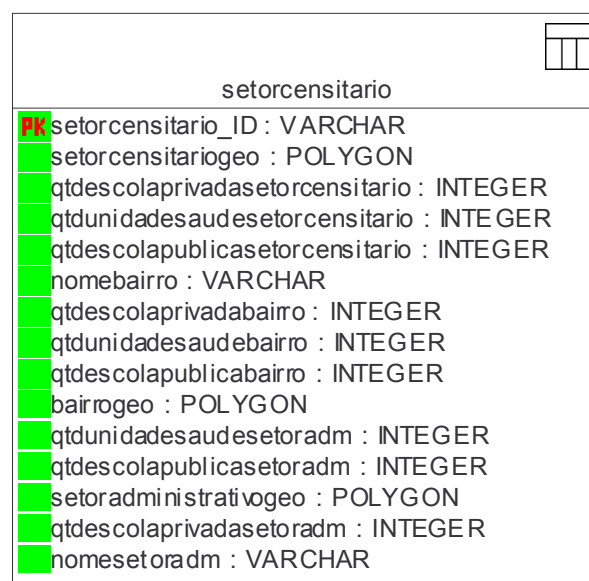 setorcensitario
PK setorcensitario_ID : VARCHAR
setorcensitariogeo : POLYGON
qtdescolaprivadasetorcensitario : INTEGER
qtdunidadesaudesetorcensitario : INTEGER
qtdescolapublicasetorcensitario : INTEGER
nomebairro : VARCHAR
qtdescolaprivadabairro : INTEGER
qtdunidadesaudebairro : INTEGER
qtdescolapublicabairro : INTEGER
bairrogeo : POLYGON
qtdunidadesaudesetoradm : INTEGER
qtdescolapublicasetoradm : INTEGER
setoradministrativogeo : POLYGON
qtdescolaprivadasetoradm : INTEGER
nomesetoradm : VARCHAR